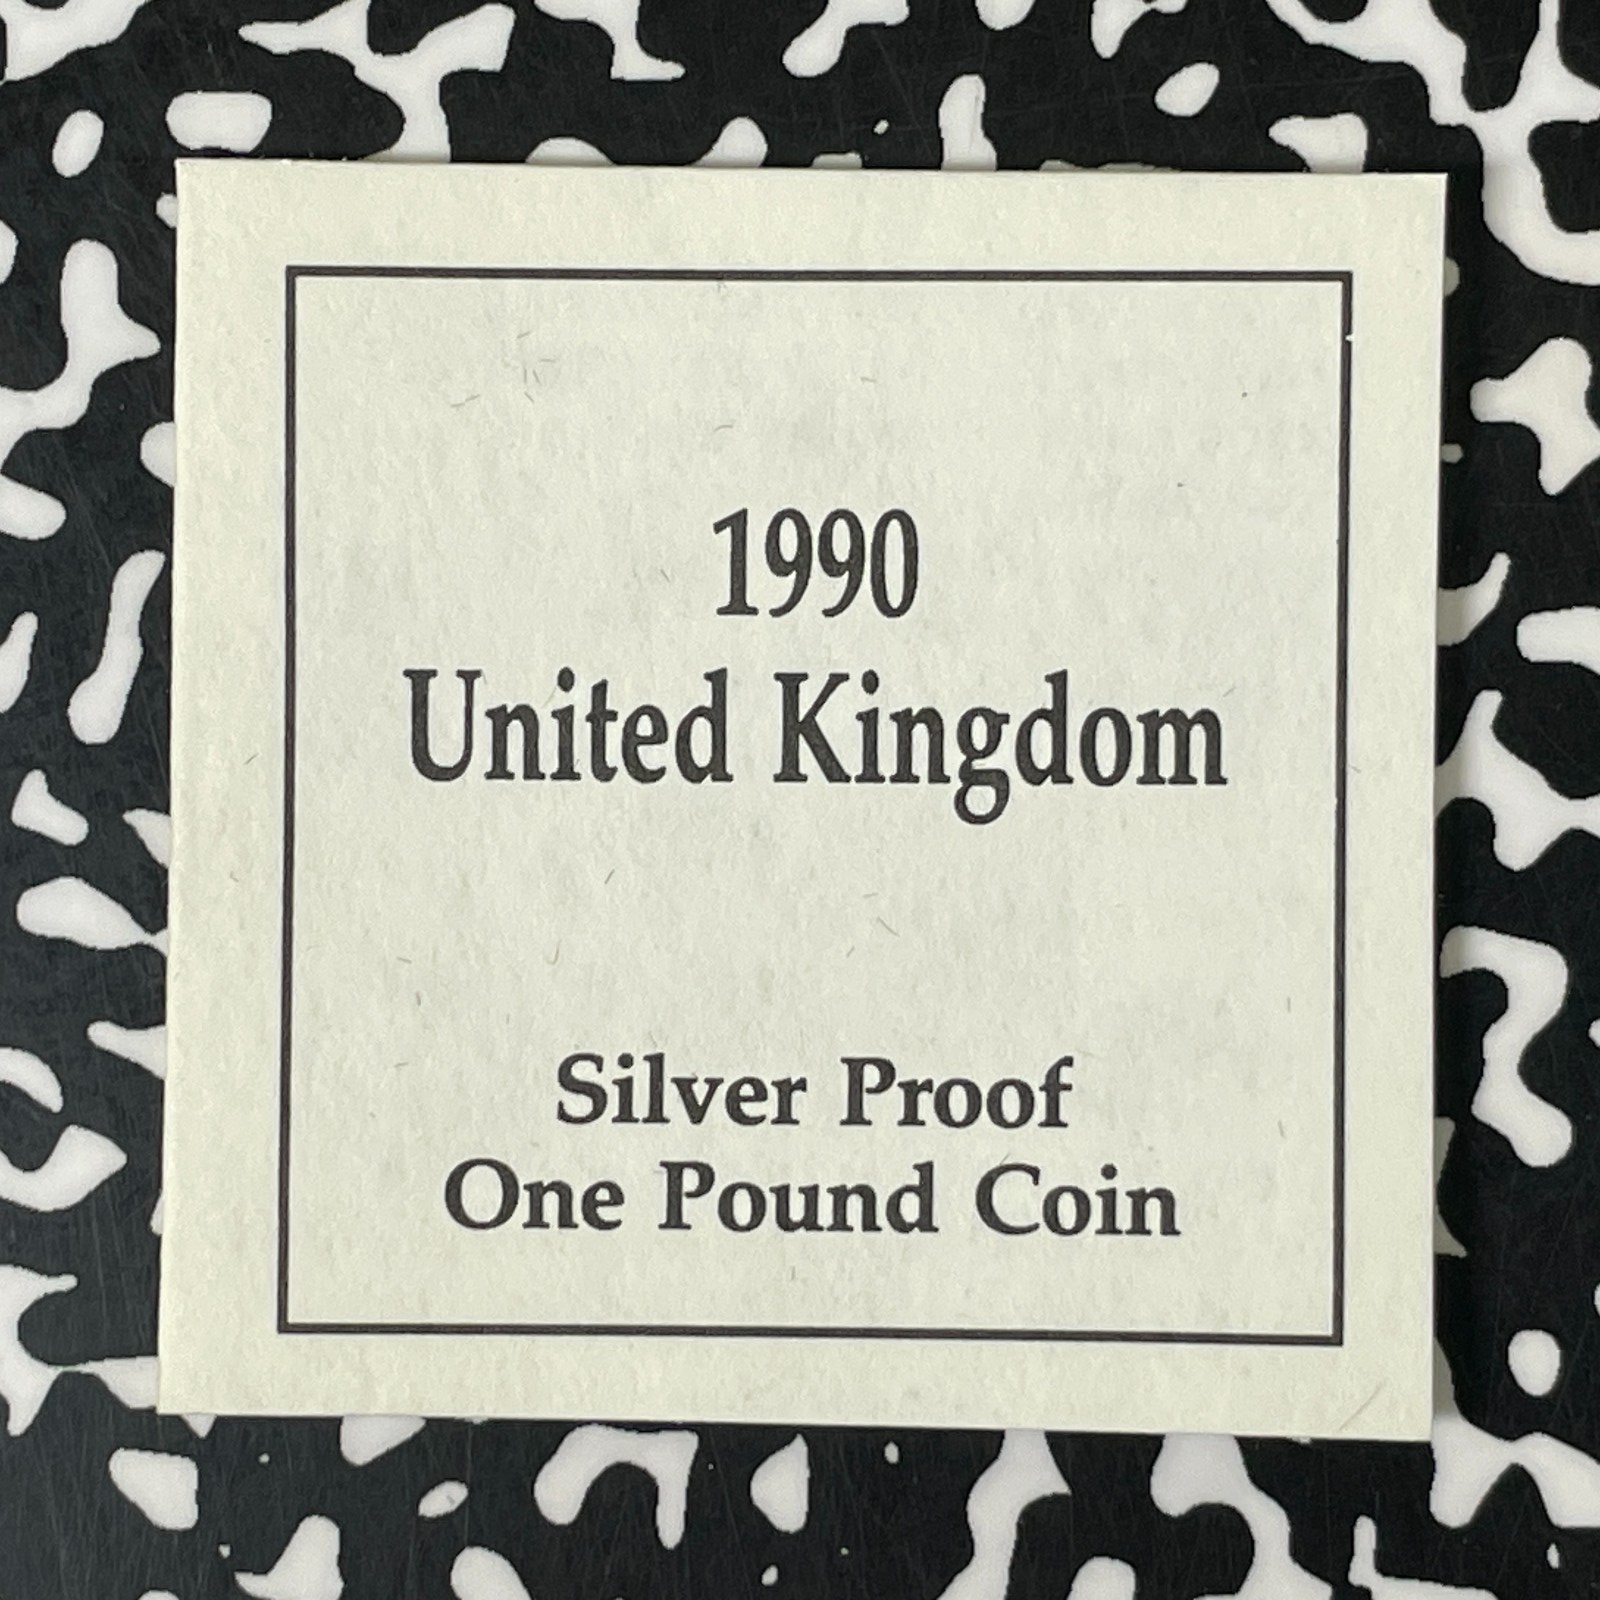 1990
United Kingdom
Silver Proof
One Pound Coin